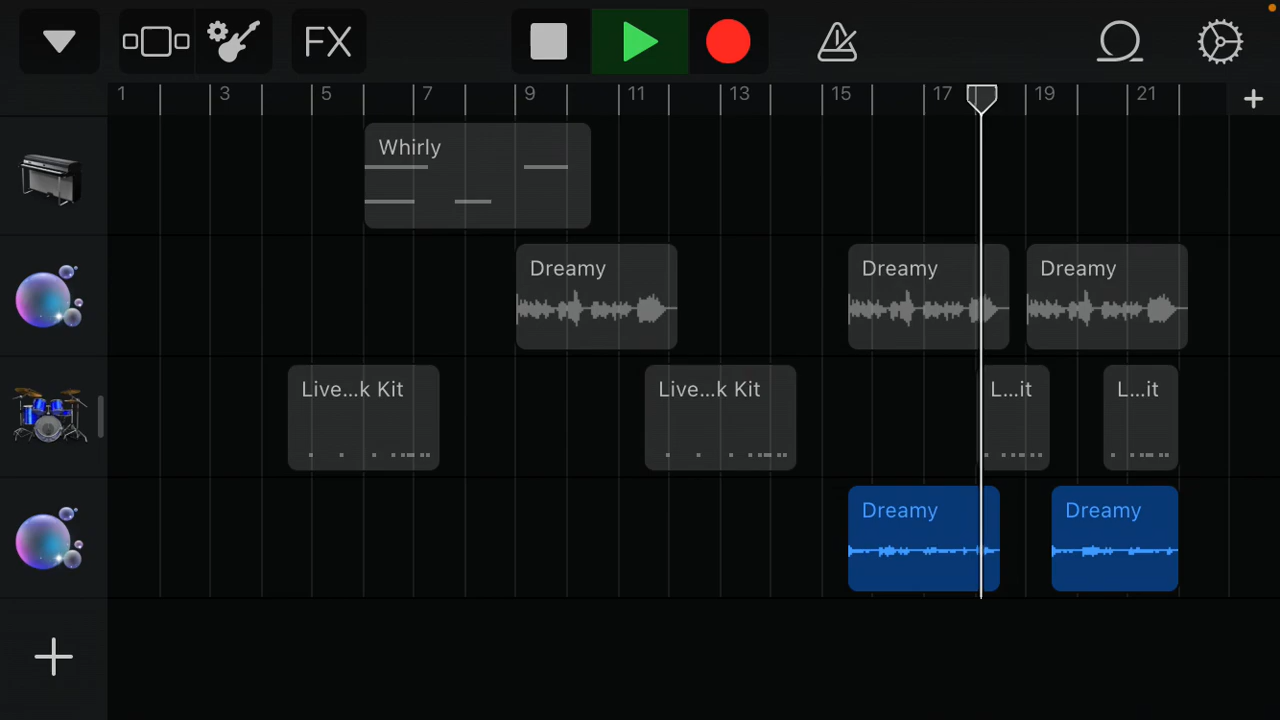 FX
1 3 5 7 9 11 13 15 17 19 21
Whirly
Dreamy Dreamy Dreamy
Live…k Kit Live…k Kit L…it L…it
Dreamy Dreamy